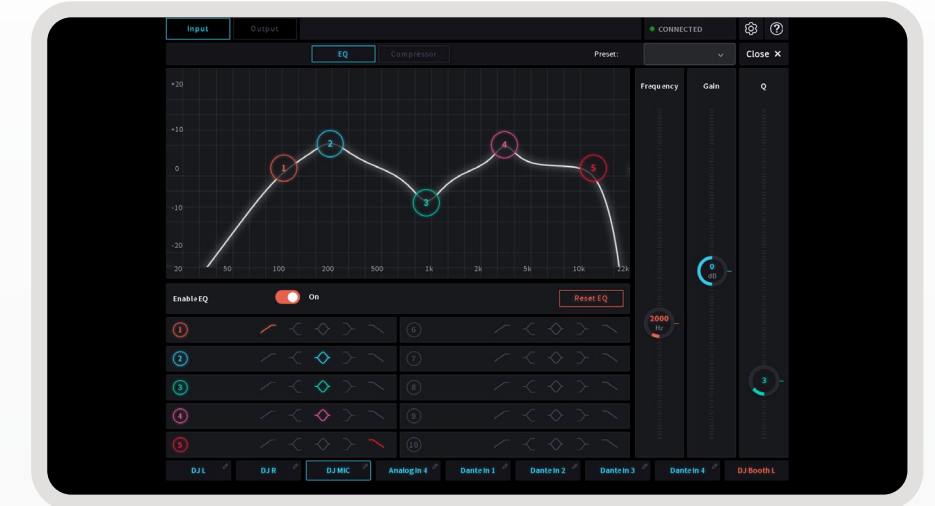 Input Output CONNECTED
EQ Compressor Preset: Close ×
Frequency Gain Q
+20
+10
0
-10
-20
20 50 100 200 500 1k 2k 5k 10k 22k
1
2
3
4
5
0
dB
2000
Hz
3
Enable EQ On Reset EQ
1 6
2 7
3 8
4 9
5 10
DJ L DJ R DJ MIC Analog In 4 Dante In 1 Dante In 2 Dante In 3 Dante In 4 DJ Booth L